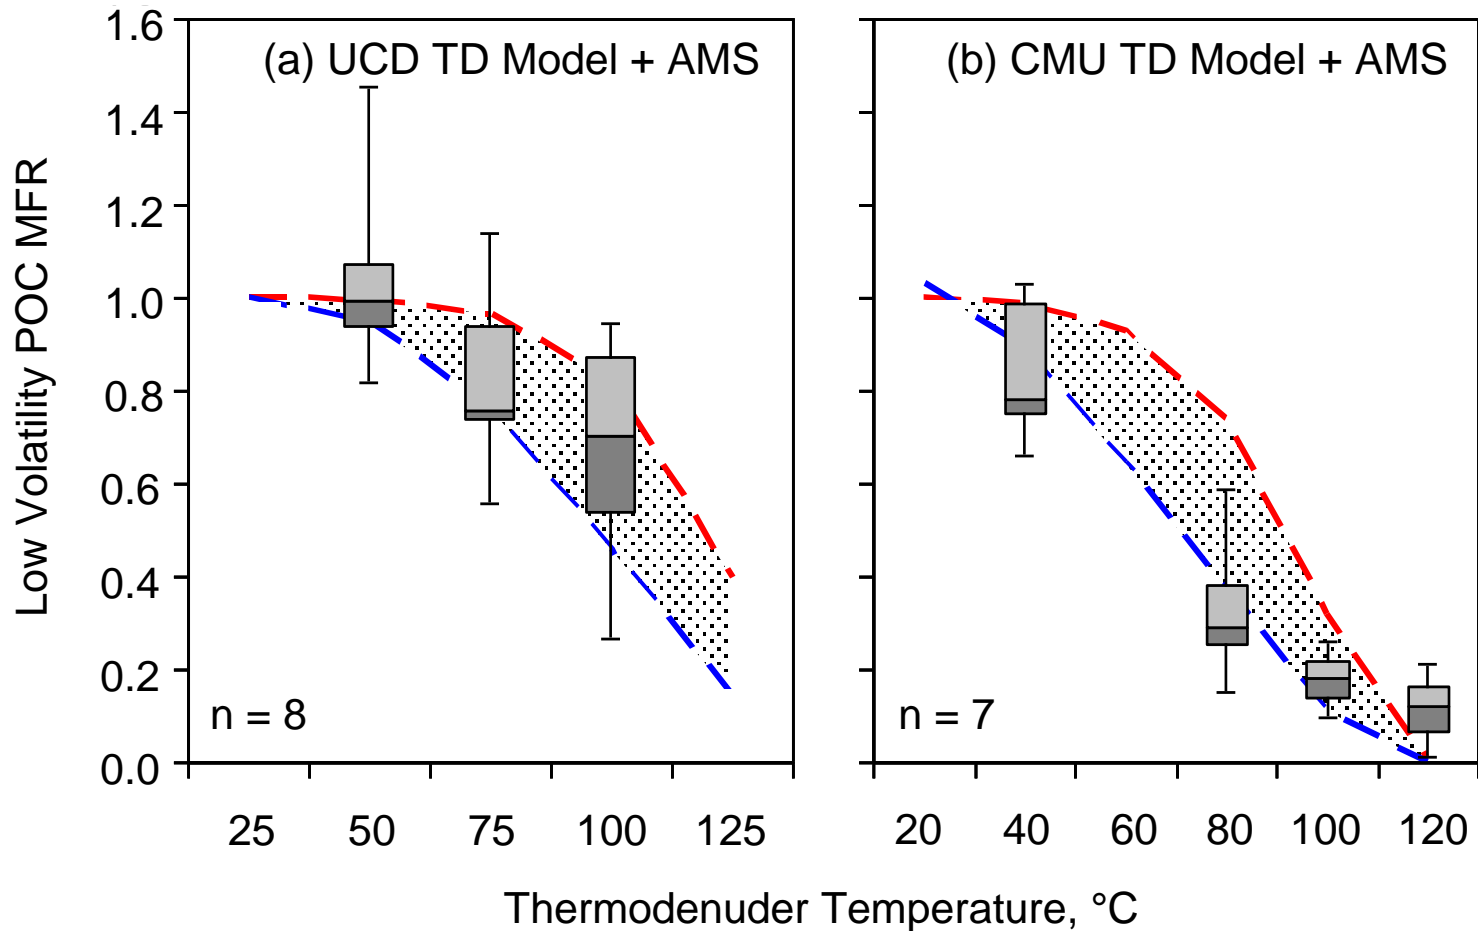 (a) UCD TD Model + AMS
(b) CMU TD Model + AMS
Low Volatility POC MFR
1.6
1.4
1.2
1.0
0.8
0.6
0.4
0.2
0.0
n = 8
n = 7
25 50 75 100 125
20 40 60 80 100 120
Thermodenuder Temperature, °C